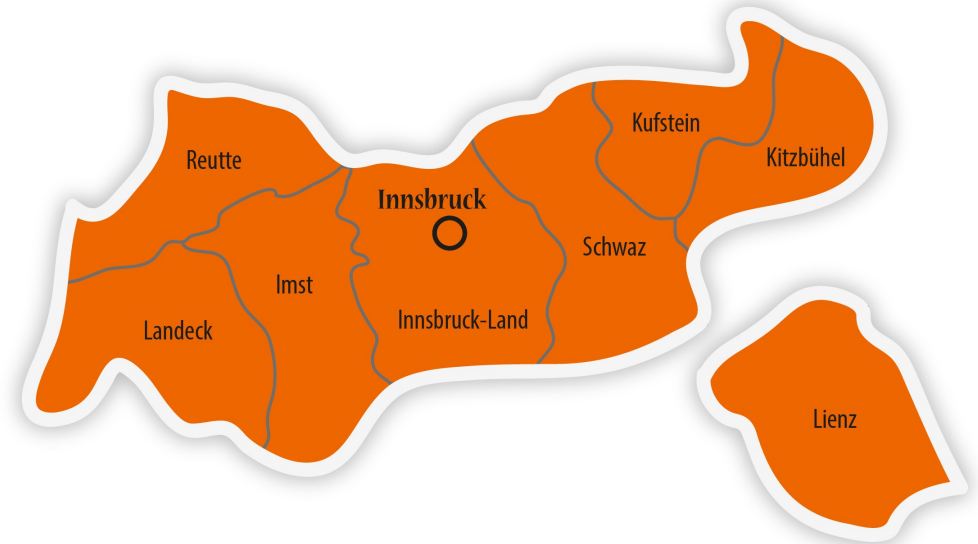 Kufstein
Reutte
Kitzbühel
Innsbruck
Schwaz
Imst
Innsbruck-Land
Landeck
Lienz